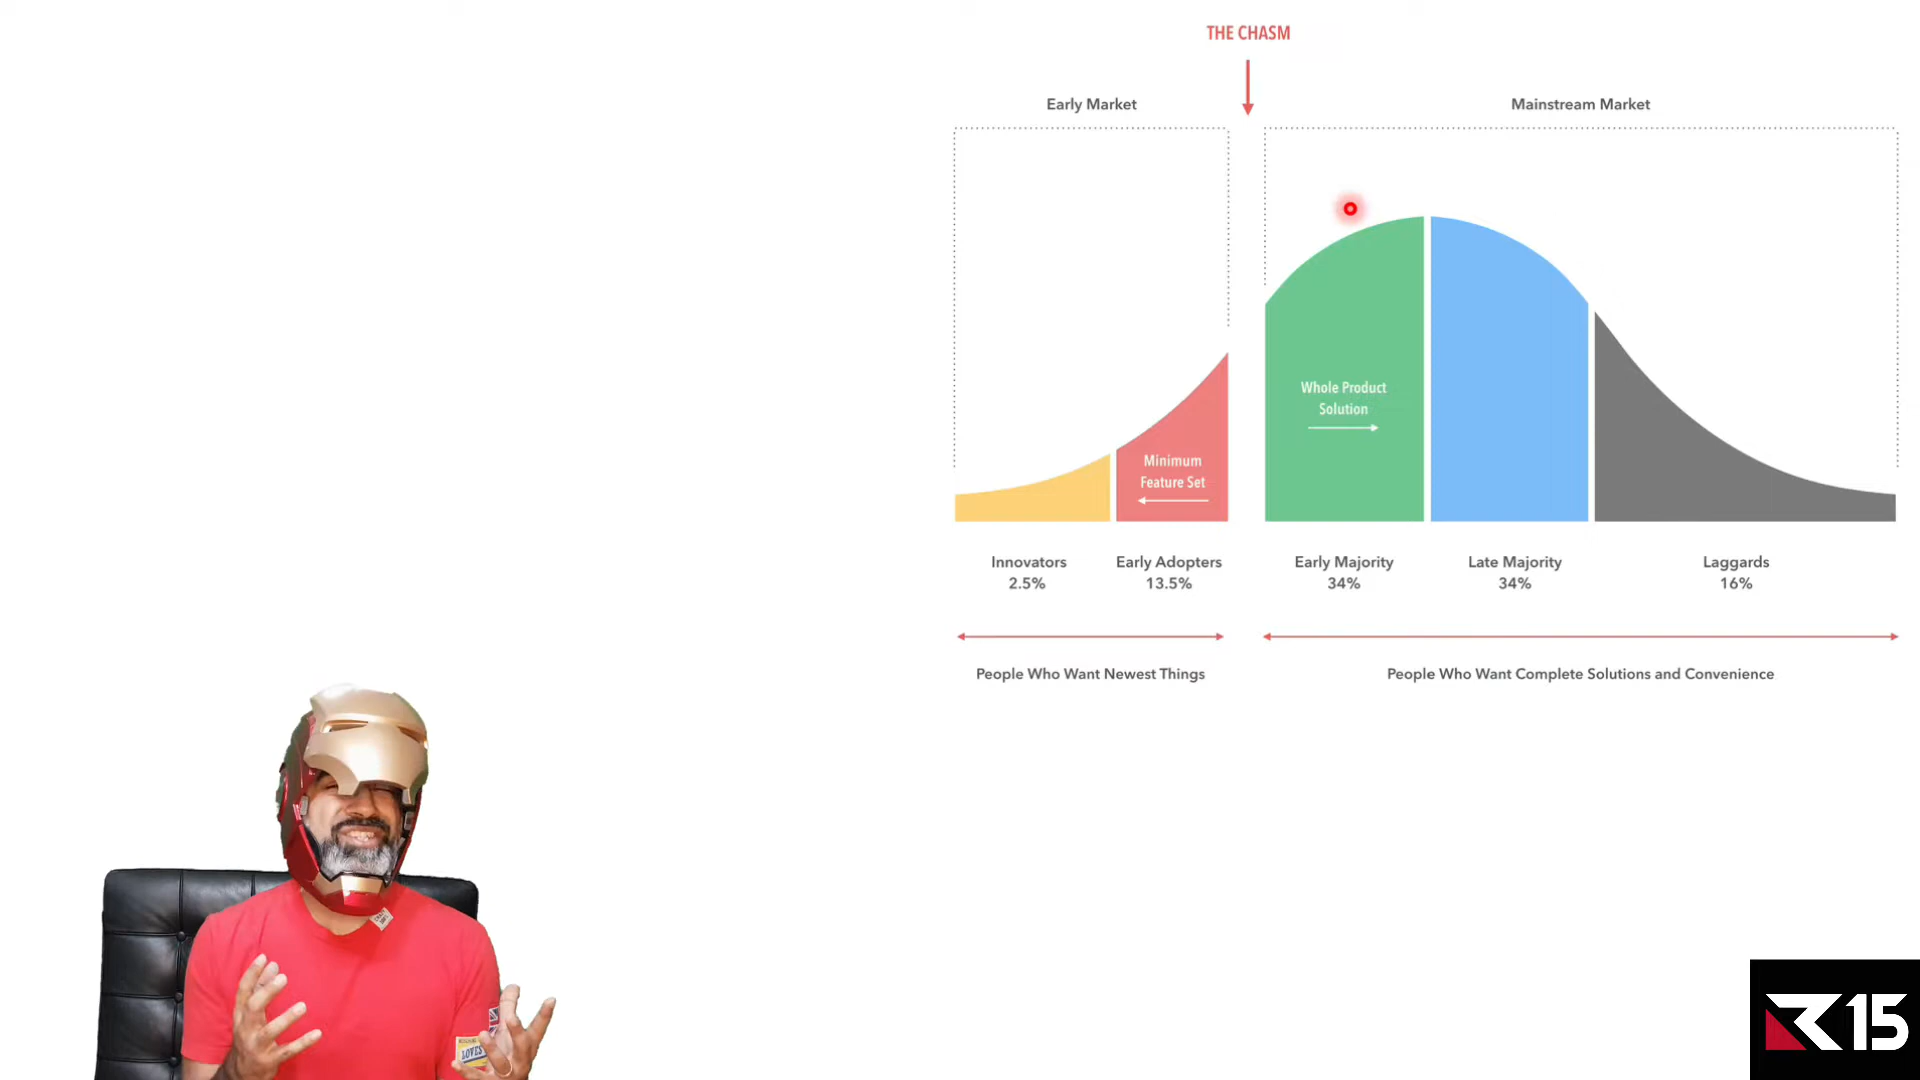 THE CHASM
Early Market
Mainstream Market
Whole Product
Solution
Minimum
Feature Set
Innovators
2.5%
Early Adopters
13.5%
Early Majority
34%
Late Majority
34%
Laggards
16%
People Who Want Newest Things
People Who Want Complete Solutions and Convenience
LOVES
R15